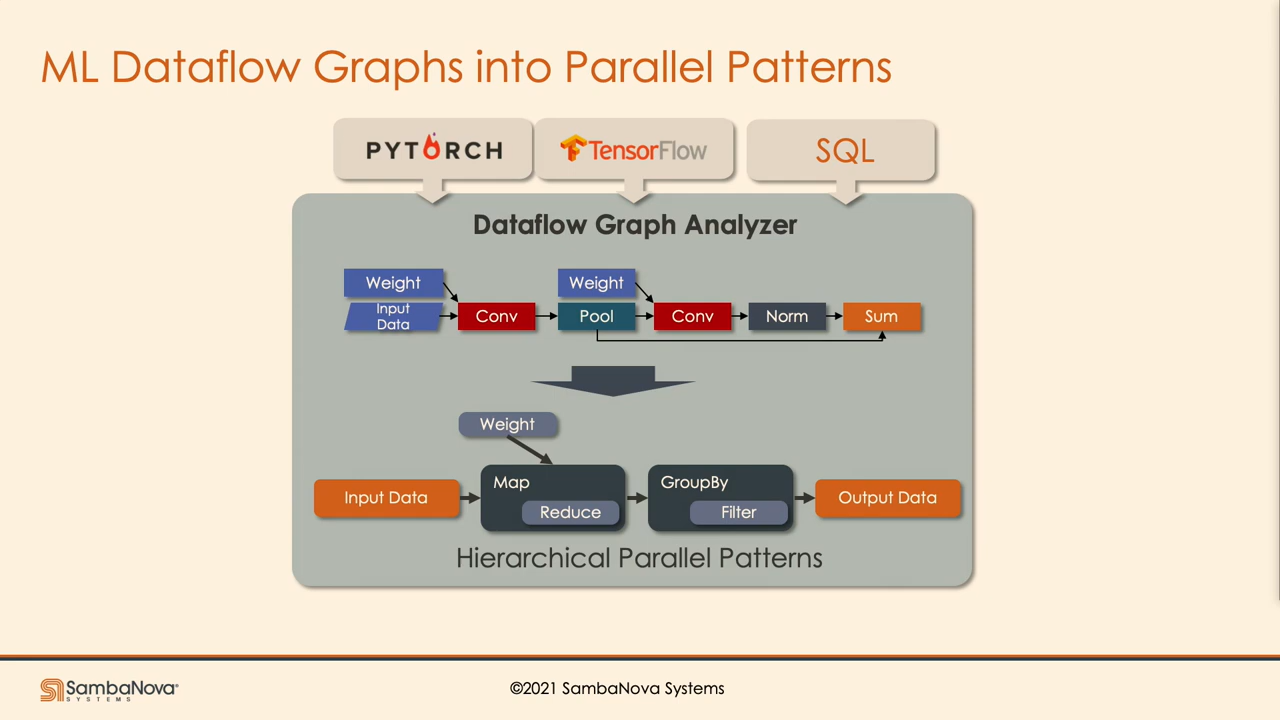 ML Dataflow Graphs into Parallel Patterns
PYTORCH
TensorFlow
SQL
Dataflow Graph Analyzer
Weight
Weight
Input
Data
Conv
Pool
Conv
Norm
Sum
Weight
Input Data
Map
Reduce
GroupBy
Filter
Output Data
Hierarchical Parallel Patterns
SambaNova®
SYSTEMS
©2021 SambaNova Systems